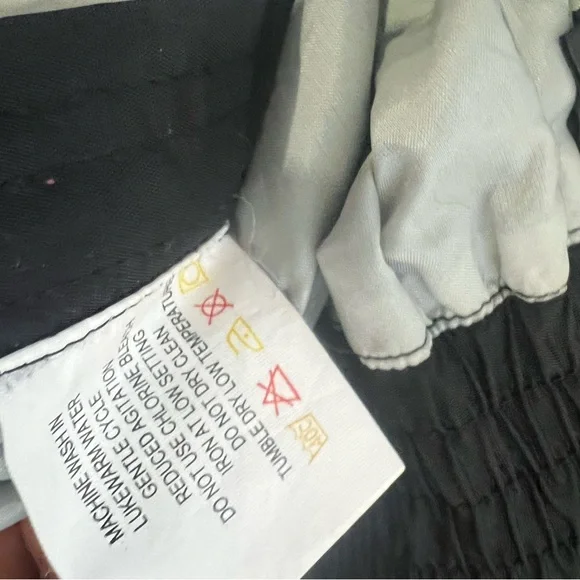 MACHINE WASH IN
LUKEWARM WATER
GENTLE CYCLE
REDUCED AGITATION
DO NOT USE CHLORINE
IRON AT LOW SETTING
DO NOT DRY CLEAN
TUMBLE DRY LOW TEMPERATURE
40C